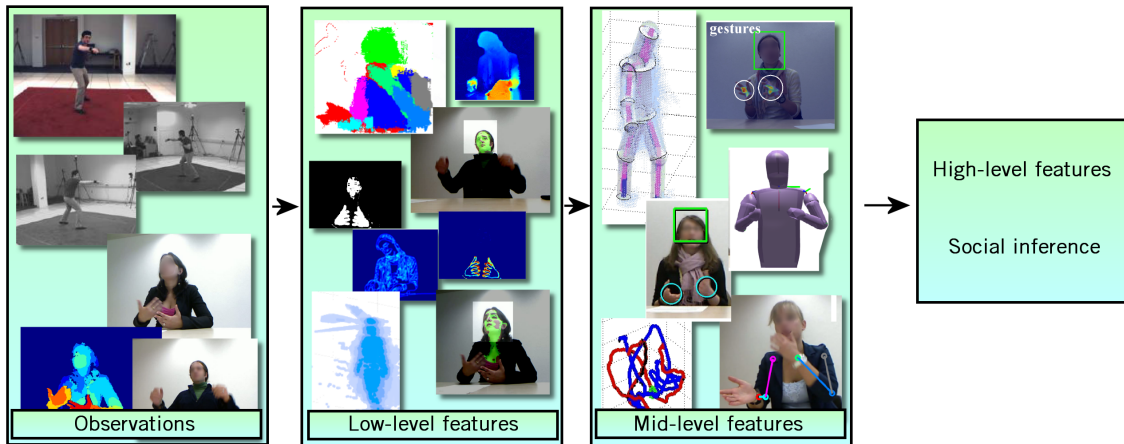 gestures
High-level features
Social inference
Observations
Low-level features
Mid-level features